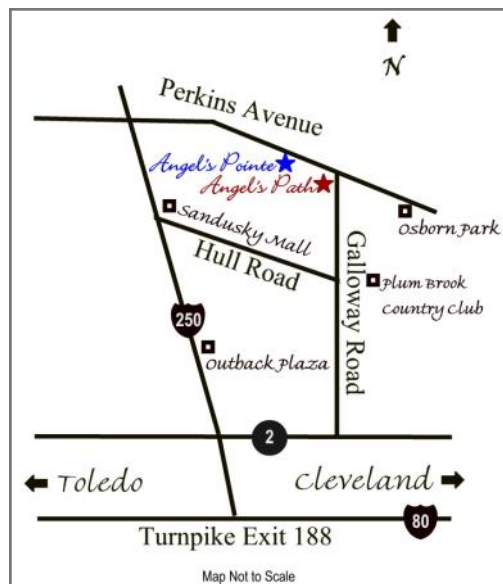 N
Perkins Avenue
Angel's Pointe
Angel's Path
Sandusky Mall
Osborn Park
Hull Road
Galloway Road
Plum Brook
Country Club
250
Outback Plaza
2
Toledo
Cleveland
80
Turnpike Exit 188
Map Not to Scale